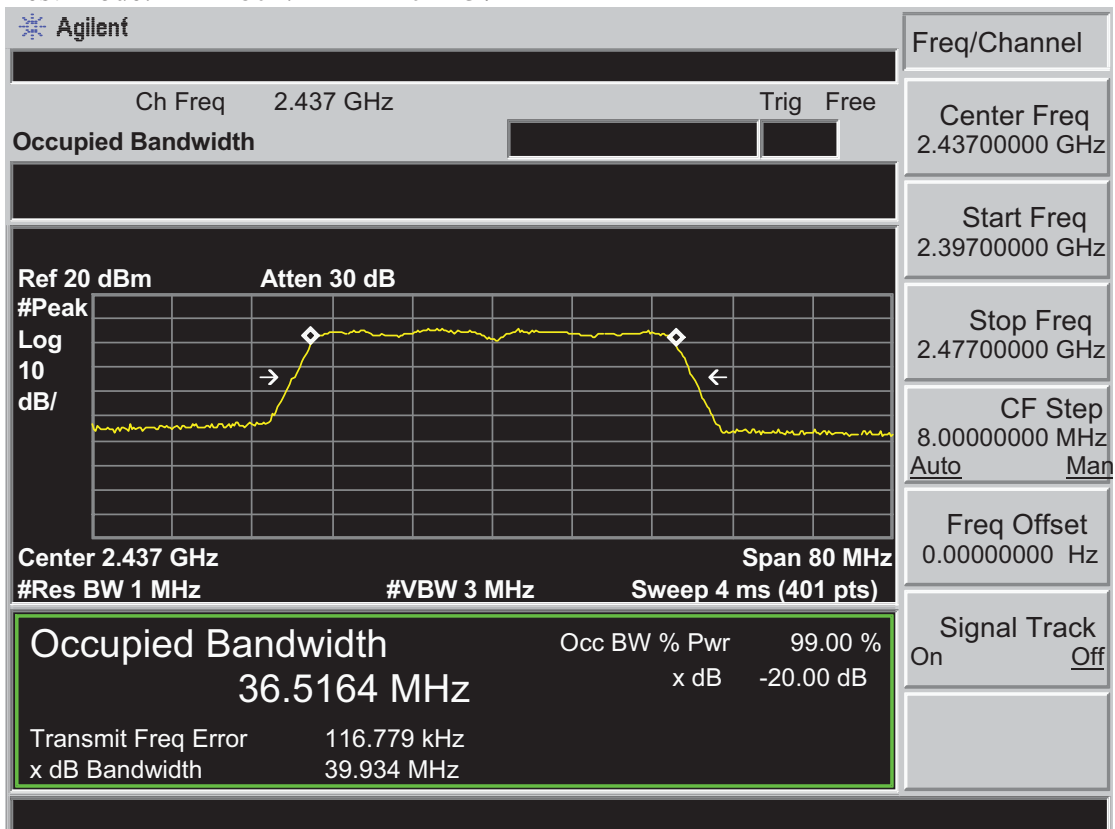 Agilent
Freq/Channel
Ch Freq 2.437 GHz Trig Free
Occupied Bandwidth
Center Freq
2.43700000 GHz
Start Freq
2.39700000 GHz
Stop Freq
2.47700000 GHz
CF Step
8.00000000 MHz
Auto Man
Freq Offset
0.00000000 Hz
Signal Track
On Off
Ref 20 dBm Atten 30 dB
#Peak
Log
10
dB/
Center 2.437 GHz Span 80 MHz
#Res BW 1 MHz #VBW 3 MHz Sweep 4 ms (401 pts)
Occupied Bandwidth
36.5164 MHz
Occ BW % Pwr 99.00 %
x dB -20.00 dB
Transmit Freq Error 116.779 kHz
x dB Bandwidth 39.934 MHz